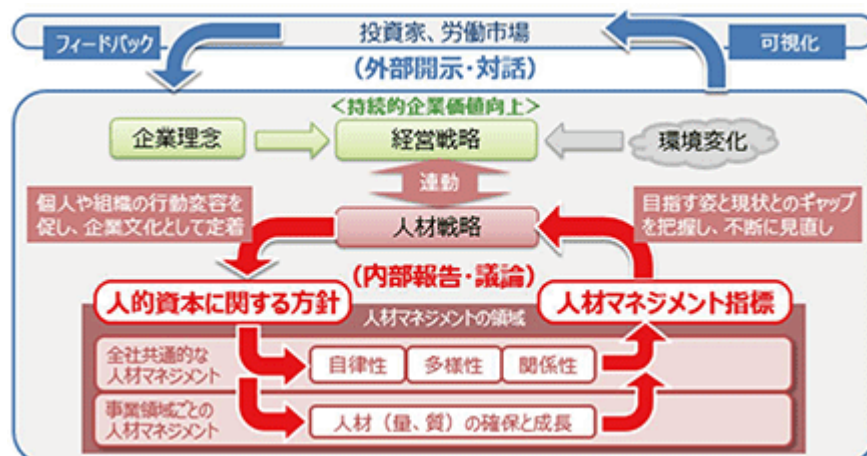 フィードバック
投資家、労働市場
可視化
（外部開示・対話）
＜持続的企業価値向上＞
企業理念
経営戦略
環境変化
連動
個人や組織の行動変容を
促し、企業文化として定着
目指す姿と現状とのギャップ
を把握し、不断に見直し
人材戦略
（内部報告・議論）
人的資本に関する方針
人材マネジメント指標
人材マネジメントの領域
全社共通的な
人材マネジメント
自律性
多様性
関係性
事業領域ごとの
人材マネジメント
人材（量、質）の確保と成長